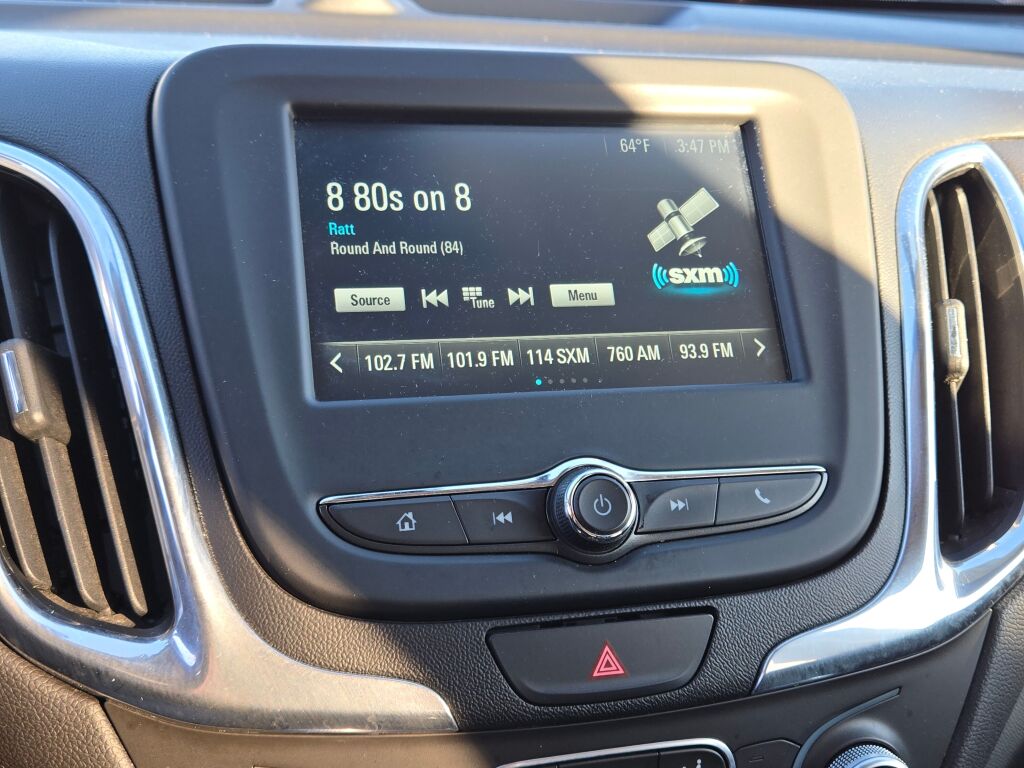 64°F 3:47 PM
8 80s on 8
Ratt
Round And Round (84)
sxm
Source Tune Menu
102.7 FM 101.9 FM 114 SXM 760 AM 93.9 FM